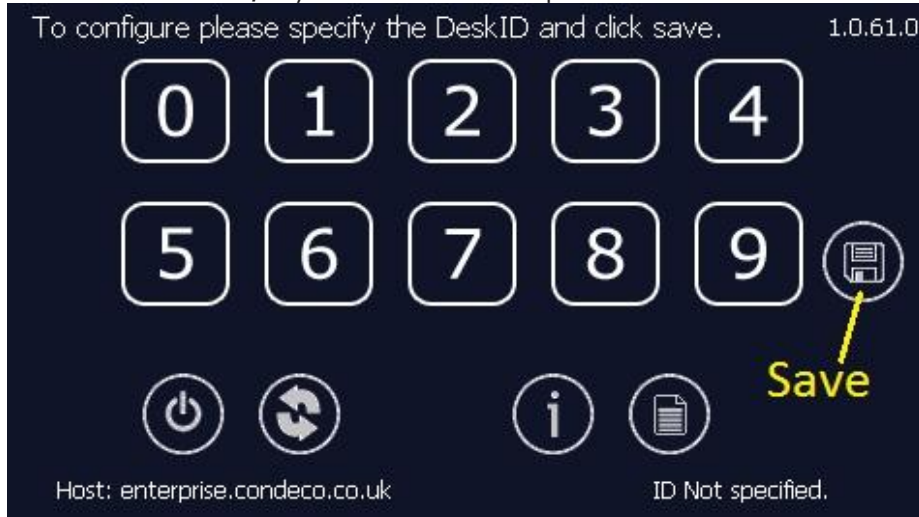 To configure please specify the DeskID and click save. 1.0.61.0
0 1 2 3 4
5 6 7 8 9
Save
i
Host: enterprise.condeco.co.uk ID Not specified.